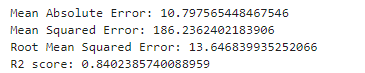 Mean Absolute Error: 10.797565448467546
Mean Squared Error: 186.2362402183906
Root Mean Squared Error: 13.646839935252066
R2 score: 0.8402385740088959